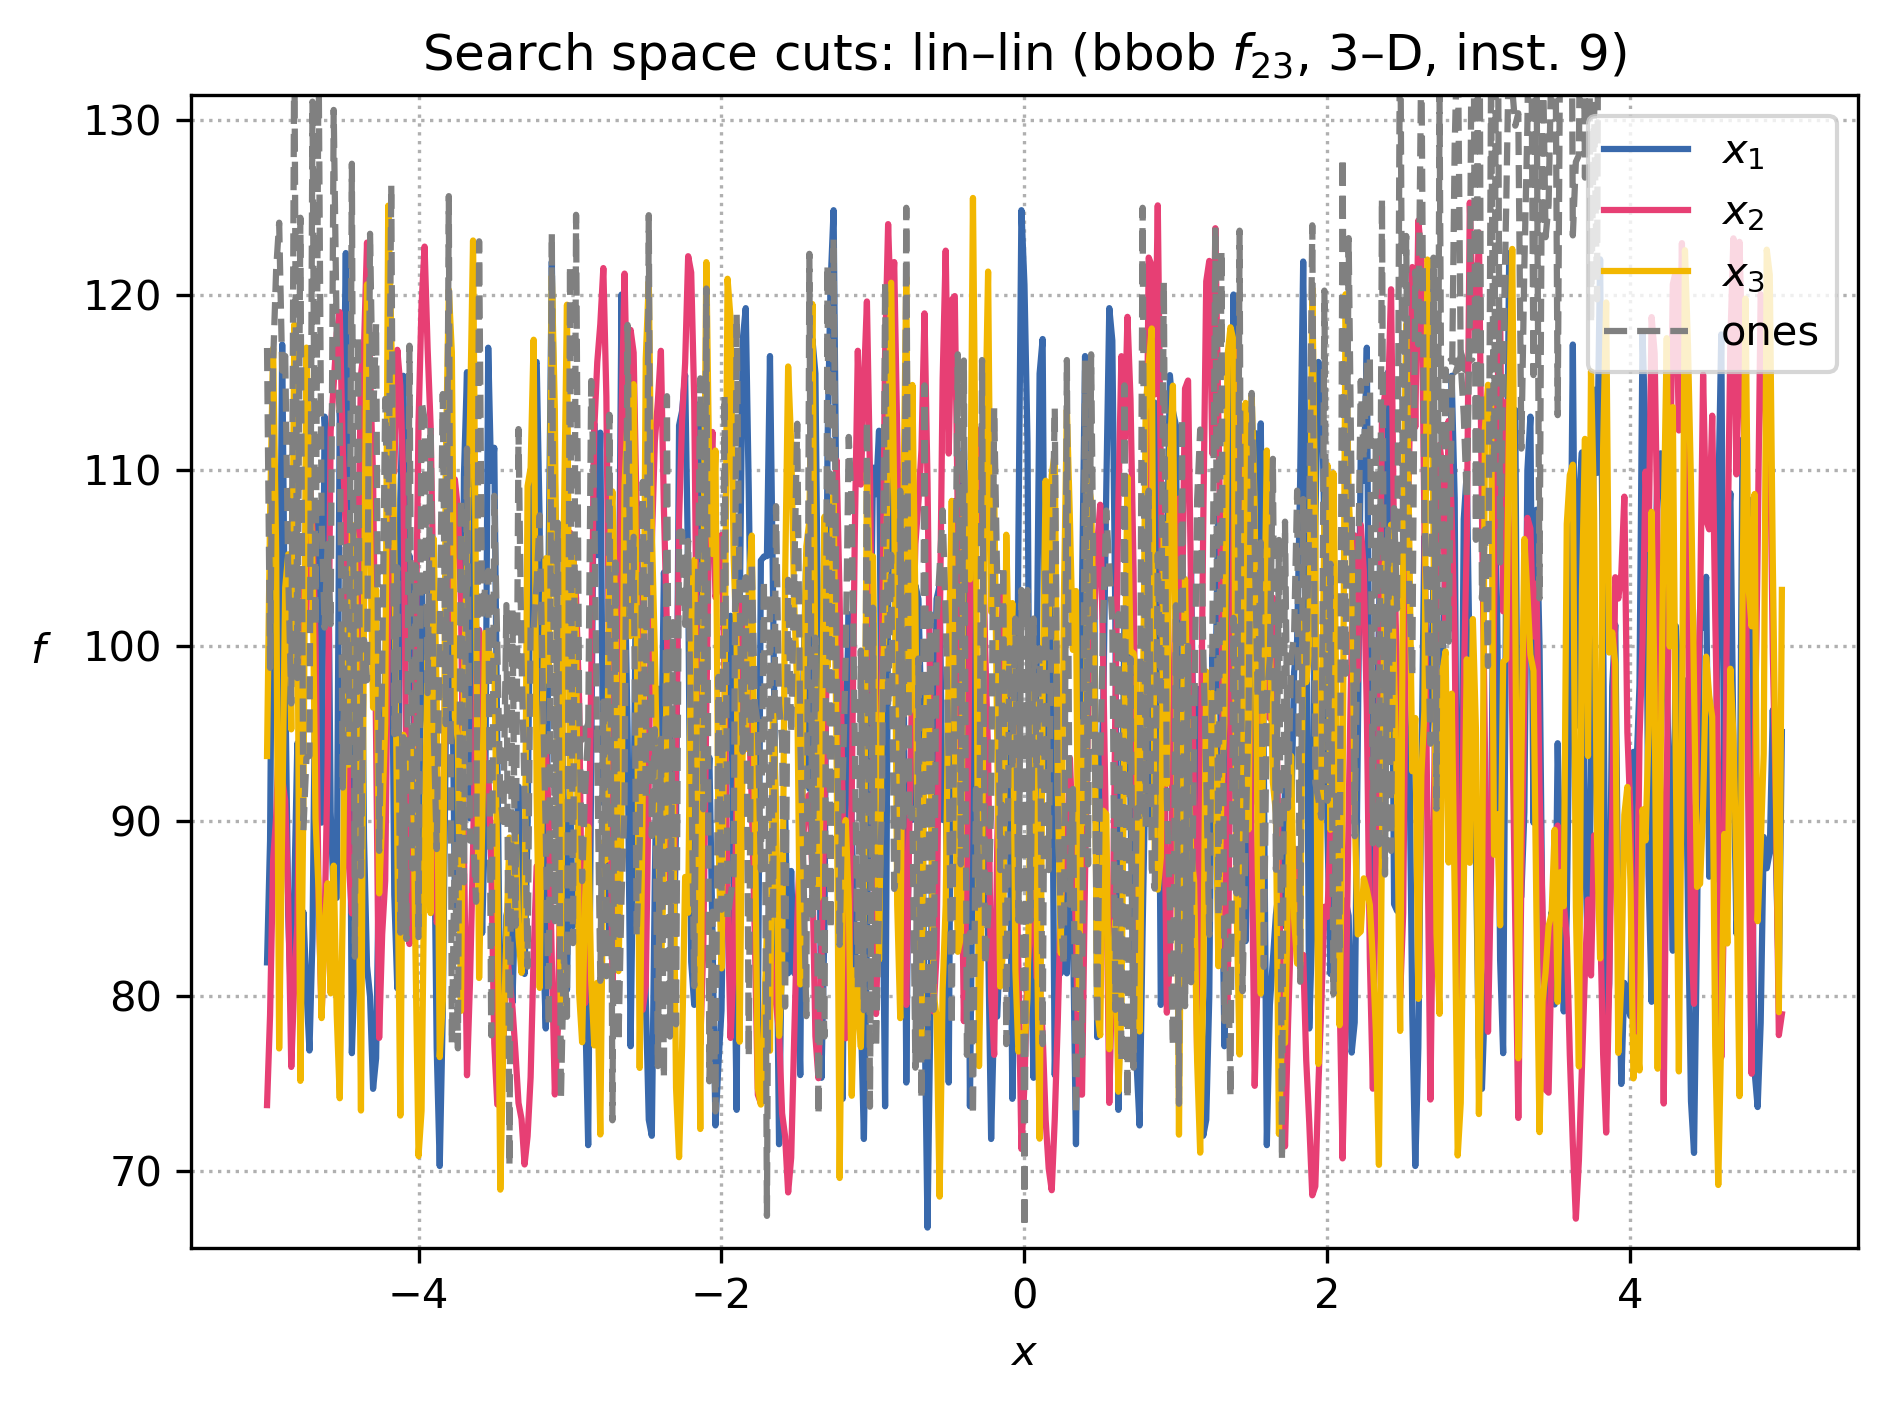 Search space cuts: lin–lin (bbob f₂₃, 3–D, inst. 9)
130
120
110
100
90
80
70
f
x₁
x₂
x₃
ones
−4
−2
0
2
4
x